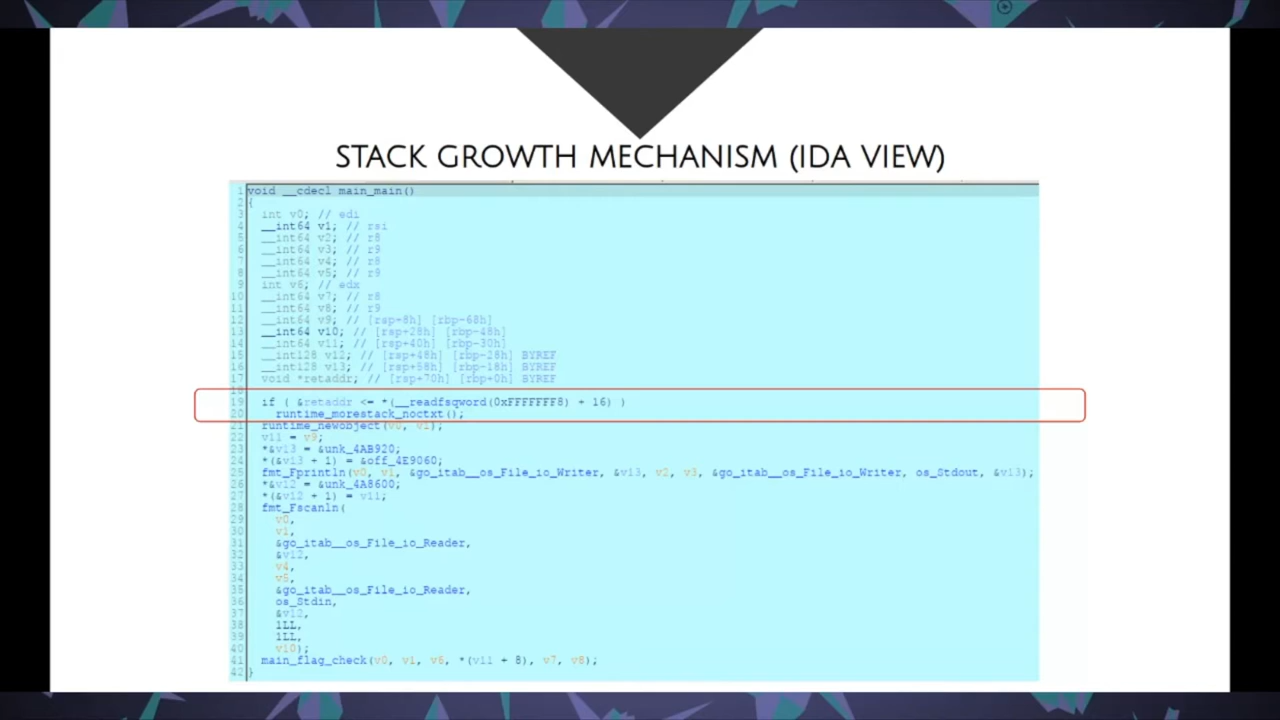 STACK GROWTH MECHANISM (IDA VIEW)
1 void __cdecl main_main()
2 {
3 int v0; // edi
4 __int64 v1; // rsi
5 __int64 v2; // r8
6 __int64 v3; // r9
7 __int64 v4; // r8
8 __int64 v5; // r9
9 int v6; // edx
10 __int64 v7; // r8
11 __int64 v8; // r9
12 __int64 v9; // [rsp+8h] [rbp-68h]
13 __int64 v10; // [rsp+28h] [rbp-48h]
14 __int64 v11; // [rsp+40h] [rbp-30h]
15 __int128 v12; // [rsp+48h] [rbp-28h] BYREF
16 __int128 v13; // [rsp+58h] [rbp-18h] BYREF
17 void *retaddr; // [rsp+70h] [rbp+0h] BYREF
18
19 if ( &retaddr <= *(__readfsqword(0xFFFFFFF8) + 16) )
20 runtime_morestack_noctxt();
21 runtime_newobject(v0, v1);
22 v11 = v9;
23 *&v13 = &unk_4AB920;
24 *(&v13 + 1) = &off_4E9060;
25 fmt_Fprintln(v0, v1, &go_itab__os_File_io_Writer, &v13, v2, v3, &go_itab__os_File_io_Writer, os_Stdout, &v13);
26 *&v12 = &unk_4A8600;
27 *(&v12 + 1) = v11;
28 fmt_Fscanln(
29 v0,
30 v1,
31 &go_itab__os_File_io_Reader,
32 &v12,
33 v4,
34 v5,
35 &go_itab__os_File_io_Reader,
36 os_Stdin,
37 &v12,
38 1LL,
39 1LL,
40 v10);
41 main_flag_check(v0, v1, v6, *(v11 + 8), v7, v8);
42 }